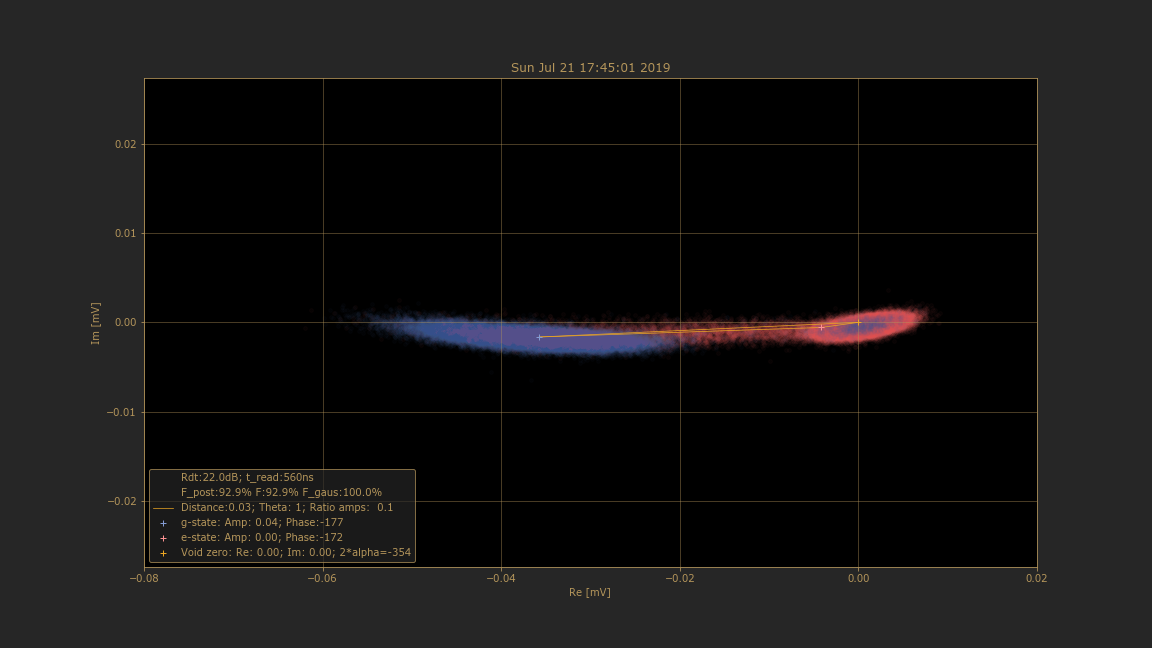 Sun Jul 21 17:45:01 2019
0.02
0.01
0.00
−0.01
−0.02
Im [mV]
Rdt:22.0dB; t_read:560ns
F_post:92.9% F:92.9% F_gaus:100.0%
Distance:0.03; Theta: 1; Ratio amps:  0.1
g-state: Amp: 0.04; Phase:-177
e-state: Amp: 0.00; Phase:-172
Void zero: Re: 0.00; Im: 0.00; 2*alpha=-354
−0.08 −0.06 −0.04 −0.02 0.00 0.02
Re [mV]